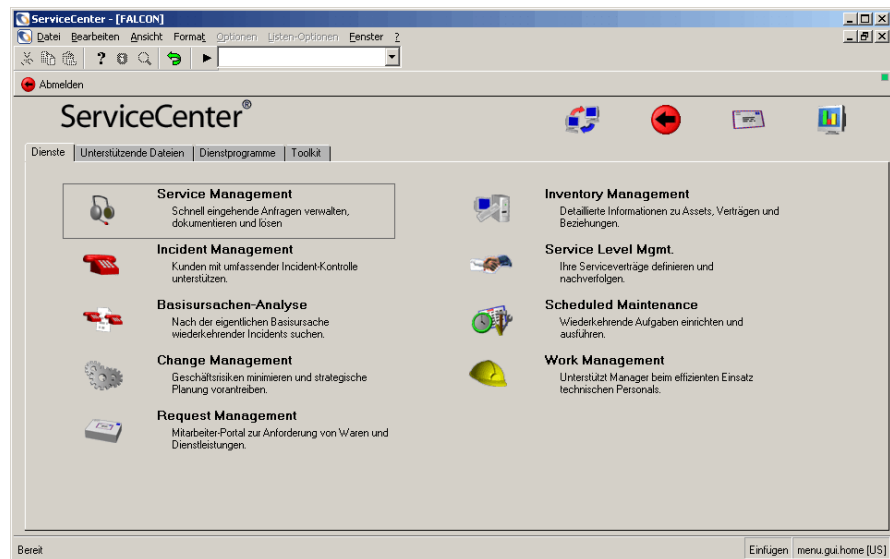 ServiceCenter - [FALCON]
Datei Bearbeiten Ansicht Format Optionen Listen-Optionen Fenster ?
Abmelden
ServiceCenter®
Dienste Unterstützende Dateien Dienstprogramme Toolkit
Service Management
Schnell eingehende Anfragen verwalten,
dokumentieren und lösen
Incident Management
Kunden mit umfassender Incident-Kontrolle
unterstützen.
Basisursachen-Analyse
Nach der eigentlichen Basisursache
wiederkehrender Incidents suchen.
Change Management
Geschäftsrisiken minimieren und strategische
Planung vorantreiben.
Request Management
Mitarbeiter-Portal zur Anforderung von Waren und
Dienstleistungen.
Inventory Management
Detaillierte Informationen zu Assets, Verträgen und
Beziehungen.
Service Level Mgmt.
Ihre Serviceverträge definieren und
nachverfolgen.
Scheduled Maintenance
Wiederkehrende Aufgaben einrichten und
ausführen.
Work Management
Unterstützt Manager beim effizienten Einsatz
technischen Personals.
Bereit
Einfügen menu.gui.home [US]